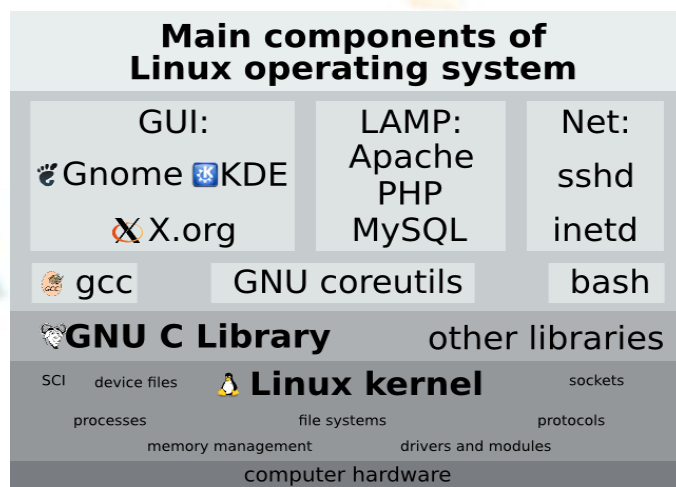 Main components of
Linux operating system
GUI:
Gnome KDE
X.org
LAMP:
Apache
PHP
MySQL
Net:
sshd
inetd
GCC gcc
GNU coreutils
bash
GNU C Library
other libraries
SCI device files Linux kernel sockets
processes file systems protocols
memory management drivers and modules
computer hardware